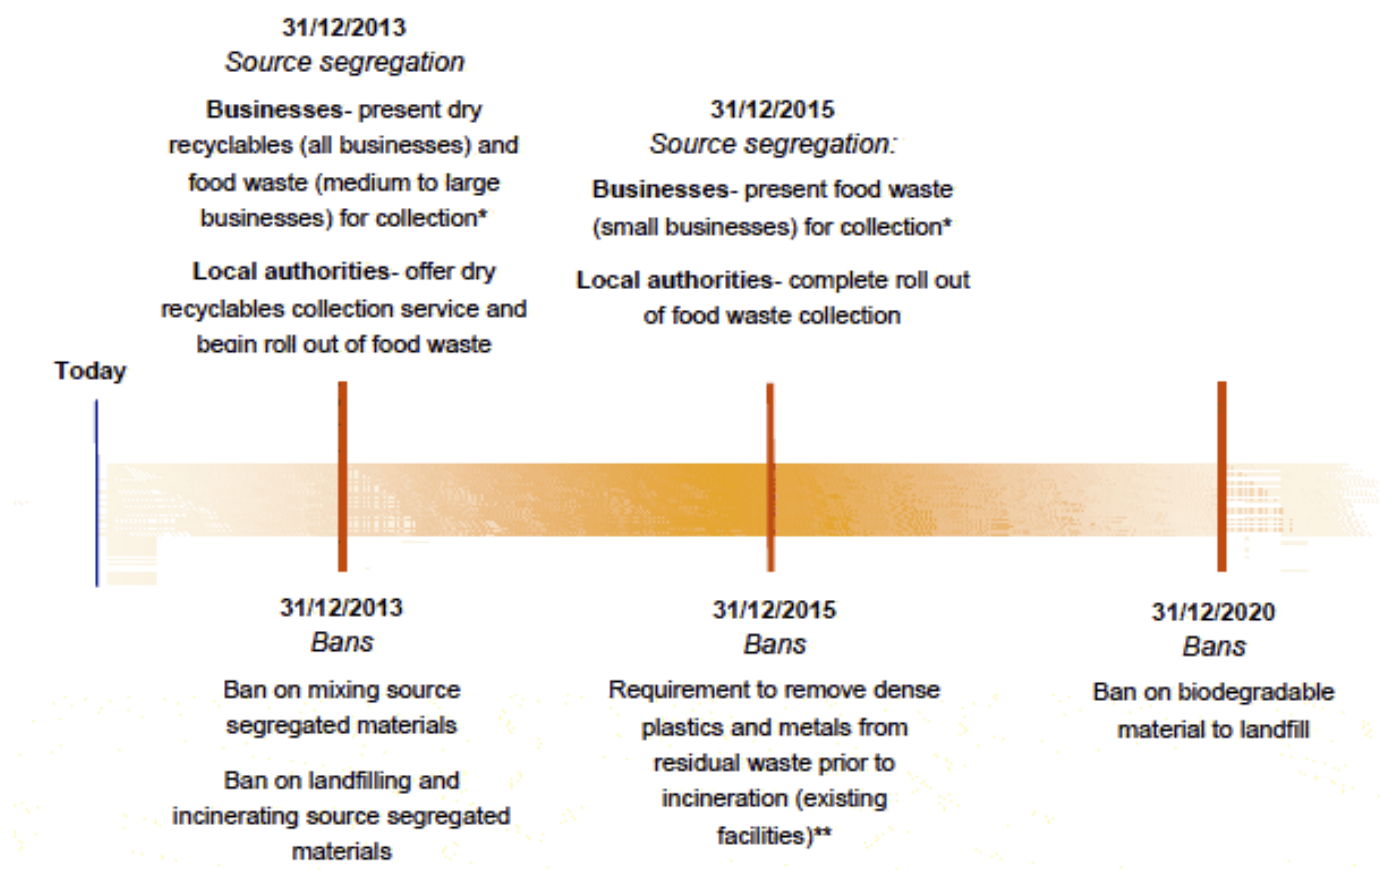 31/12/2013
Source segregation
Businesses- present dry
recyclables (all businesses) and
food waste (medium to large
businesses) for collection*
Local authorities- offer dry
recyclables collection service and
begin roll out of food waste
31/12/2015
Source segregation:
Businesses- present food waste
(small businesses) for collection*
Local authorities- complete roll out
of food waste collection
Today
31/12/2013
Bans
Ban on mixing source
segregated materials
Ban on landfilling and
incinerating source segregated
materials
31/12/2015
Bans
Requirement to remove dense
plastics and metals from
residual waste prior to
incineration (existing
facilities)**
31/12/2020
Bans
Ban on biodegradable
material to landfill